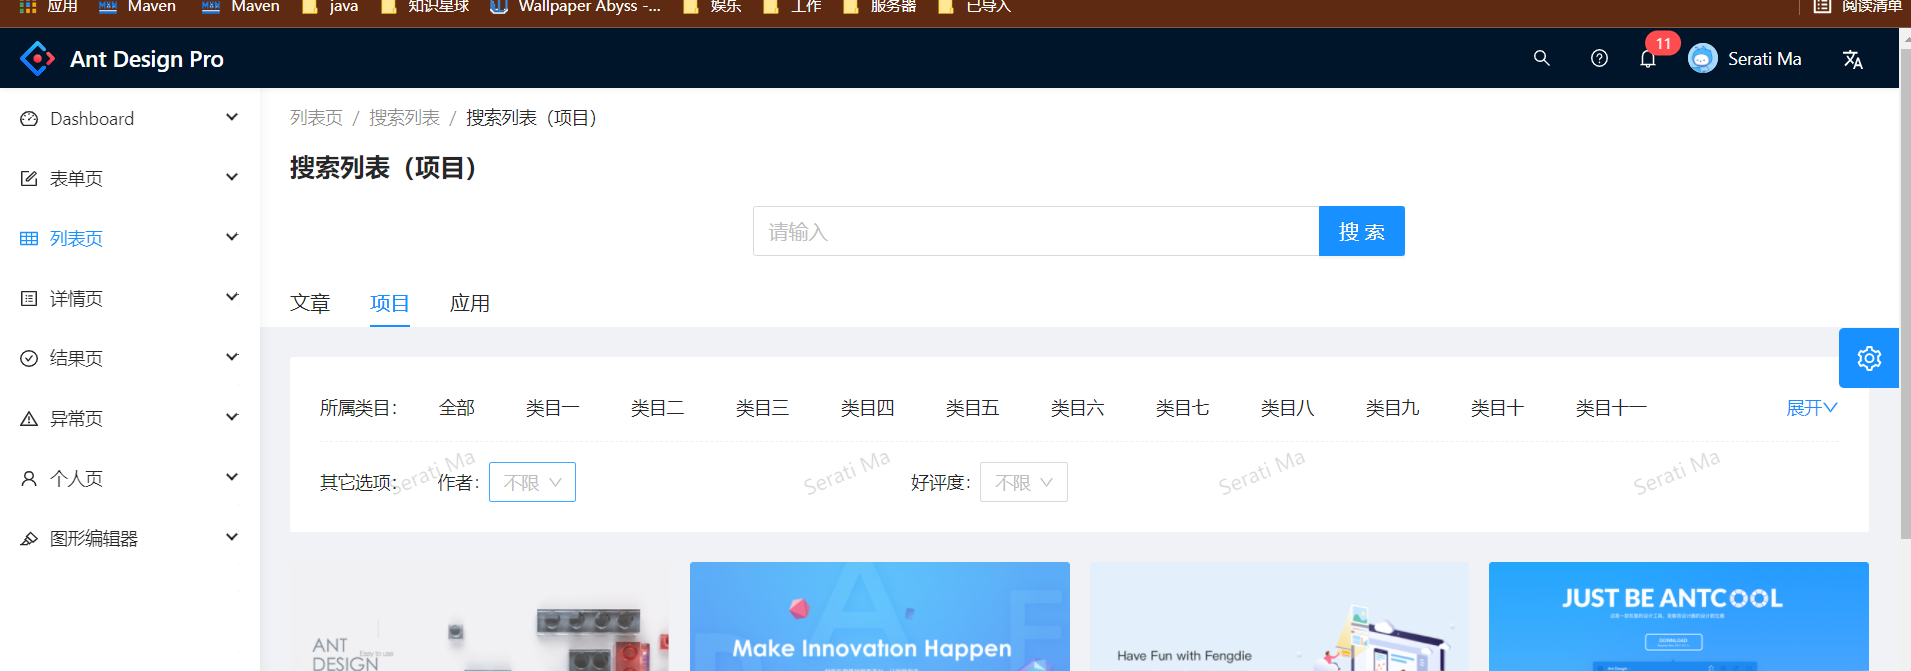 应用 Maven Maven java 知识星球 Wallpaper Abyss -... 娱乐 工作 服务器 已导入 阅读清单
Ant Design Pro 11 Serati Ma
Dashboard
表单页
列表页
详情页
结果页
异常页
个人页
图形编辑器
列表页 / 搜索列表 / 搜索列表（项目）
搜索列表（项目）
请输入 搜 索
文章 项目 应用
所属类目： 全部 类目一 类目二 类目三 类目四 类目五 类目六 类目七 类目八 类目九 类目十 类目十一 展开
其它选项： 作者： 不限 好评度： 不限
Serati Ma Serati Ma Serati Ma Serati Ma
ANT
DESIGN
Easy to use
Make Innovation Happen
Have Fun with Fengdie
JUST BE ANTCOOL
DOWNLOAD
Ant Design